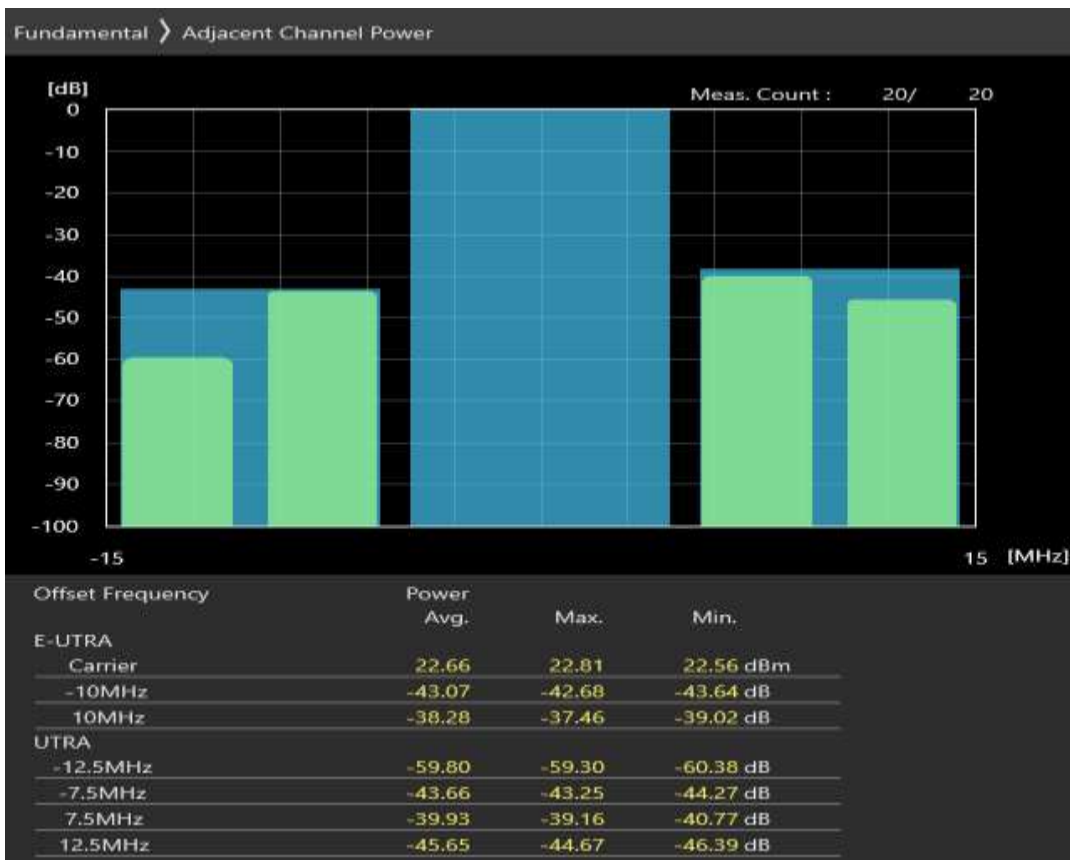 Fundamental ❯ Adjacent Channel Power
[dB]
Meas. Count : 20/ 20
0
-10
-20
-30
-40
-50
-60
-70
-80
-90
-100
-15 15 [MHz]
Offset Frequency Power
Avg. Max. Min.
E-UTRA
Carrier 22.66 22.81 22.56 dBm
-10MHz -43.07 -42.68 -43.64 dB
10MHz -38.28 -37.46 -39.02 dB
UTRA
-12.5MHz -59.80 -59.30 -60.38 dB
-7.5MHz -43.66 -43.25 -44.27 dB
7.5MHz -39.93 -39.16 -40.77 dB
12.5MHz -45.65 -44.67 -46.39 dB